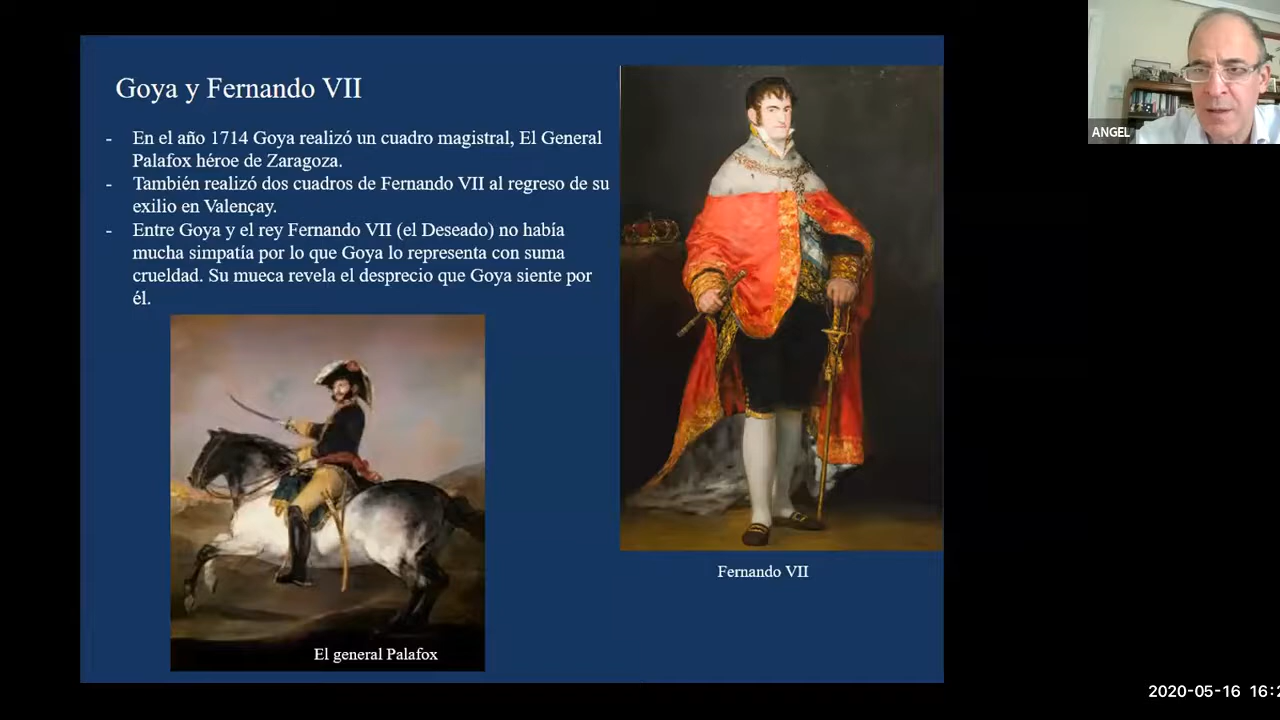 Goya y Fernando VII
- En el año 1714 Goya realizó un cuadro magistral, El General
Palafox héroe de Zaragoza.
- También realizó dos cuadros de Fernando VII al regreso de su
exilio en Valençay.
- Entre Goya y el rey Fernando VII (el Deseado) no había
mucha simpatía por lo que Goya lo representa con suma
crueldad. Su mueca revela el desprecio que Goya siente por
él.
El general Palafox
Fernando VII
ANGEL
2020-05-16 16:2